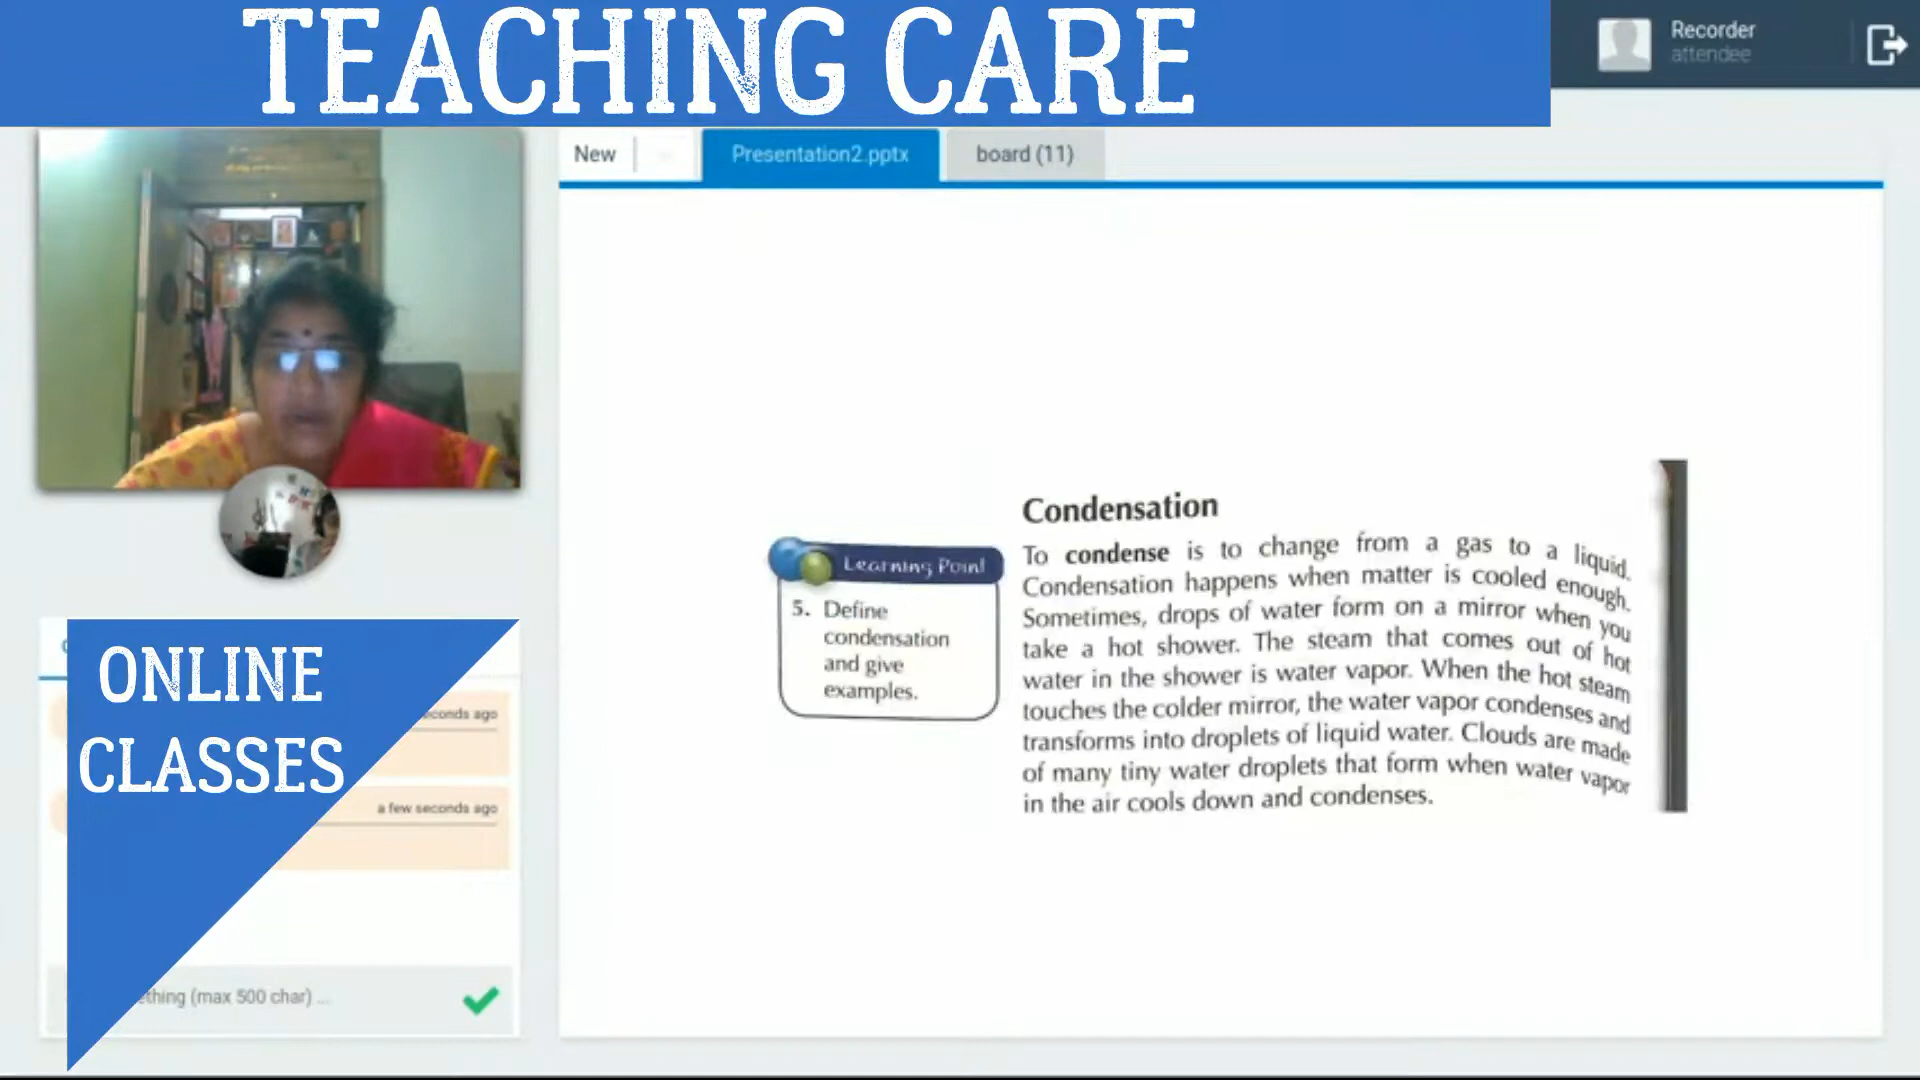 TEACHING CARE
Recorder
attendee
New
Presentation2.pptx
board (11)
Condensation
To condense is to change from a gas to a liquid.
Condensation happens when matter is cooled enough.
Sometimes, drops of water form on a mirror when you
take a hot shower. The steam that comes out of hot
water in the shower is water vapor. When the hot steam
touches the colder mirror, the water vapor condenses and
transforms into droplets of liquid water. Clouds are made
of many tiny water droplets that form when water vapor
in the air cools down and condenses.
Learning Point
5. Define
condensation
and give
examples.
ONLINE
CLASSES
seconds ago
a few seconds ago
(max 500 char) ...